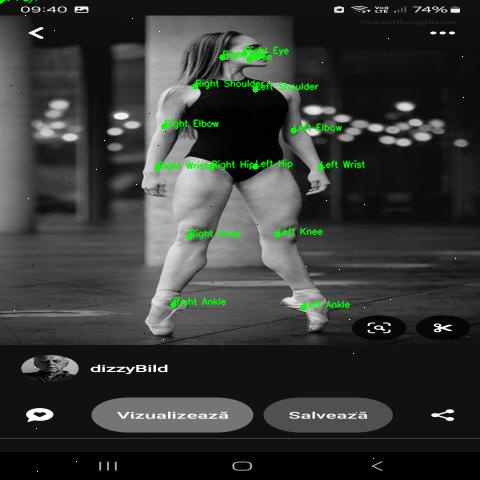 09:40 74%
PickledThoughts.net
Right Eye
Right Shoulder Left Shoulder
Right Elbow Left Elbow
Right Wrist Right Hip Left Hip Left Wrist
Right Knee Left Knee
Right Ankle Left Ankle
dizzyBild
Vizualizează Salvează